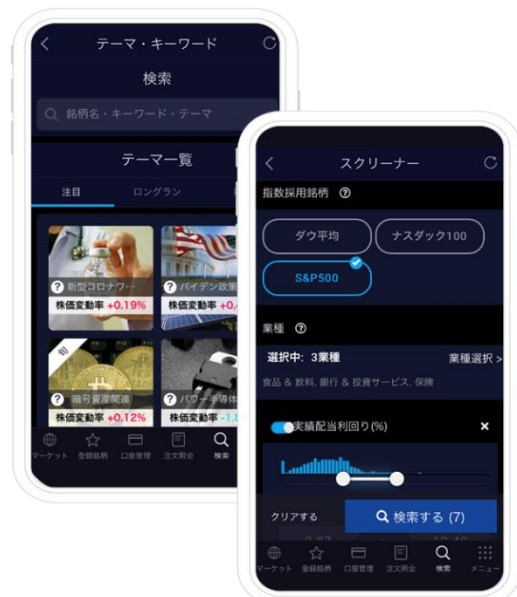 テーマ・キーワード
検索
銘柄名・キーワード・テーマ
テーマ一覧
注目
ロングラン
新型コロナワ…
株価変動率 +0.19%
バイデン政策
株価変動率 +0.
旬
暗号資産関連
株価変動率 +0.12%
パワー半導体
株価変動率 -1.
マーケット
登録銘柄
口座管理
注文照会
検索
スクリーナー
指数採用銘柄
ダウ平均
ナスダック100
S&P500
業種
選択中: 3業種
業種選択 >
食品 & 飲料, 銀行 & 投資サービス, 保険
実績配当利回り(%)
クリアする
検索する (7)
マーケット
登録銘柄
口座管理
注文照会
検索
メニュー